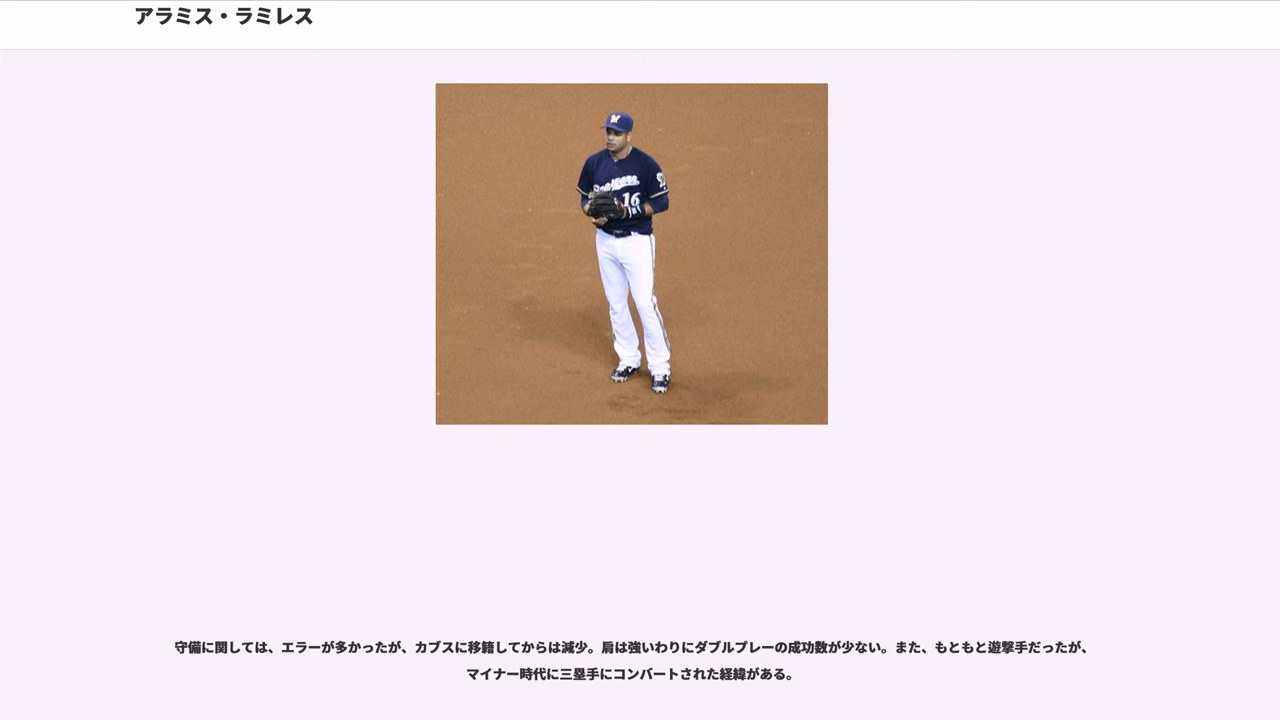 アラミス・ラミレス
Brewers
16
守備に関しては、エラーが多かったが、カブスに移籍してからは減少。肩は強いわりにダブルプレーの成功数が少ない。また、もともと遊撃手だったが、
マイナー時代に三塁手にコンバートされた経緯がある。